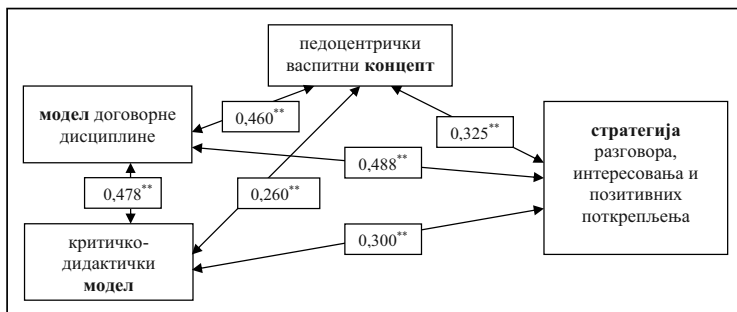 педоцентрички
васпитни концепт
модел договорне
дисциплине
0,460**
0,325**
стратегија
разговора,
интересовања и
позитивних
поткрепљења
0,488**
0,478**
0,260**
0,300**
критичко-
дидактички
модел